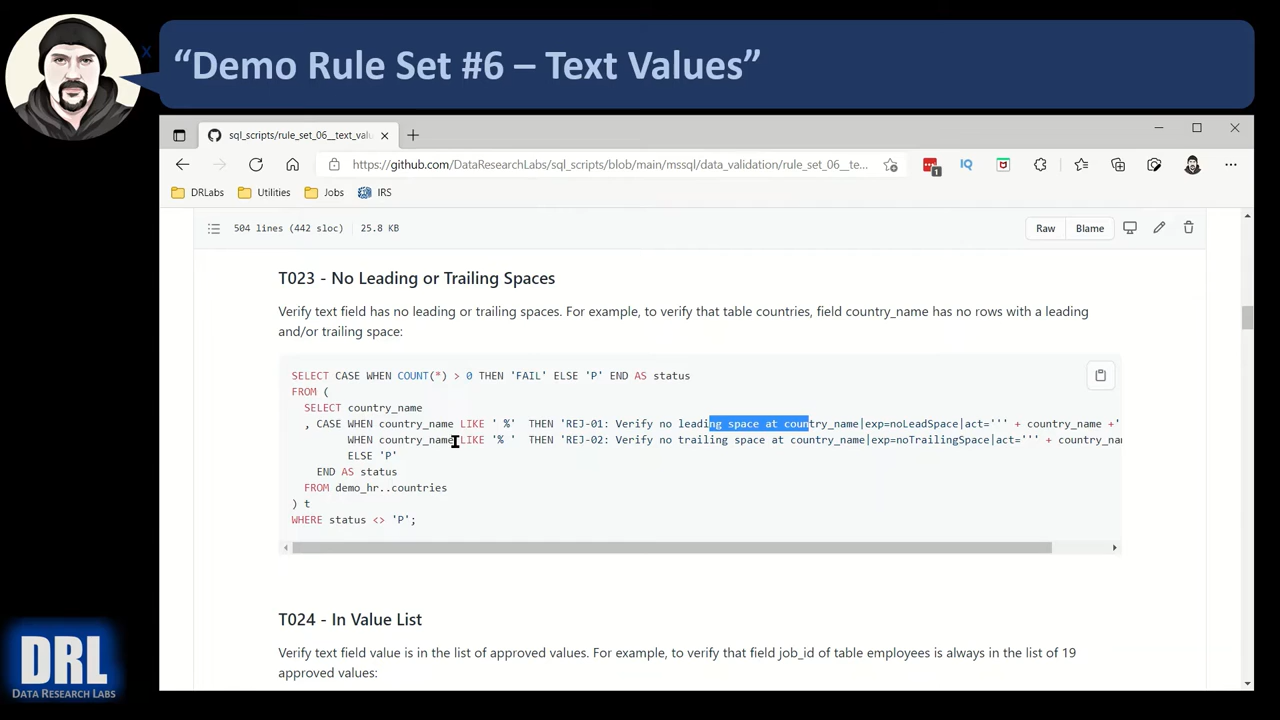 “Demo Rule Set #6 – Text Values”
X
sql_scripts/rule_set_06__text_valu
https://github.com/DataResearchLabs/sql_scripts/blob/main/mssql/data_validation/rule_set_06__te...
1
IQ
DRLabs
Utilities
Jobs
IRS
504 lines (442 sloc) | 25.8 KB
Raw
Blame
T023 - No Leading or Trailing Spaces
Verify text field has no leading or trailing spaces. For example, to verify that table countries, field country_name has no rows with a leading
and/or trailing space:
SELECT CASE WHEN COUNT(*) > 0 THEN 'FAIL' ELSE 'P' END AS status
FROM (
SELECT country_name
, CASE WHEN country_name LIKE ' %'  THEN 'REJ-01: Verify no leading space at country_name|exp=noLeadSpace|act=''' + country_name +'
WHEN country_name LIKE '% '  THEN 'REJ-02: Verify no trailing space at country_name|exp=noTrailingSpace|act=''' + country_nam
ELSE 'P'
END AS status
FROM demo_hr..countries
) t
WHERE status <> 'P';
T024 - In Value List
Verify text field value is in the list of approved values. For example, to verify that field job_id of table employees is always in the list of 19
approved values:
DRL
DATA RESEARCH LABS